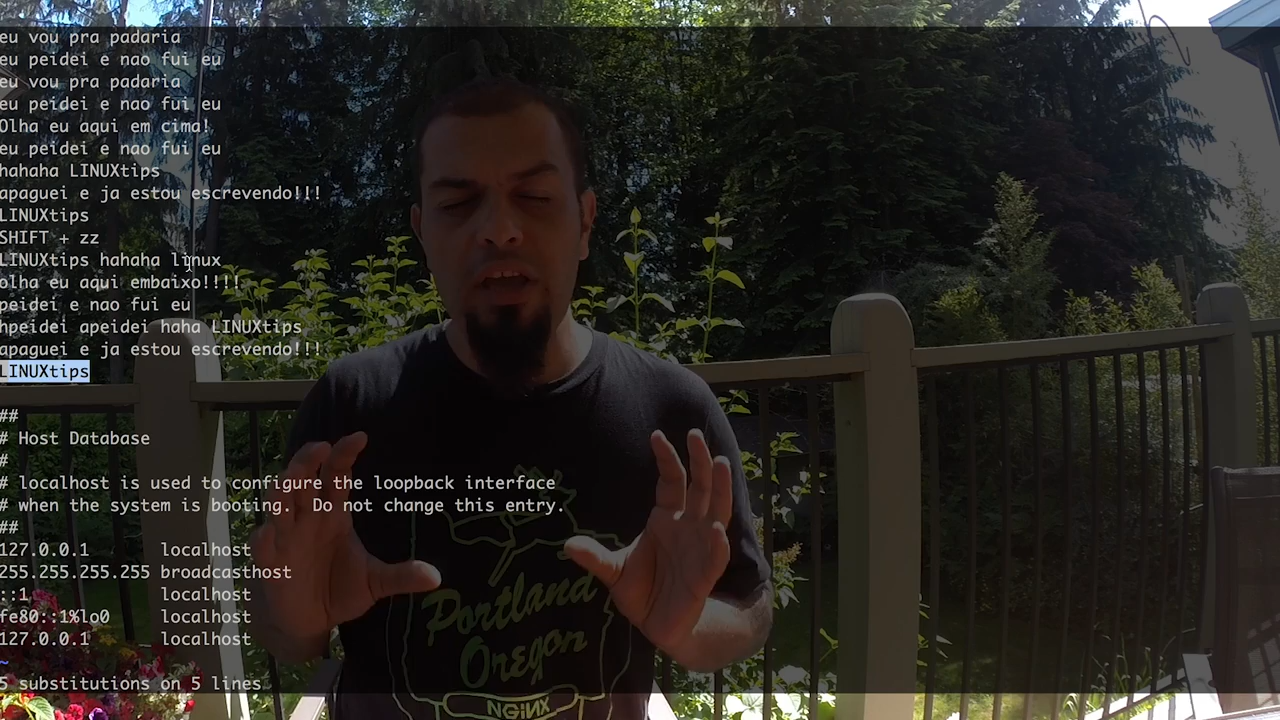 eu vou pra padaria
eu peidei e nao fui eu
eu vou pra padaria
eu peidei e nao fui eu
Olha eu aqui em cima!
eu peidei e nao fui eu
hahaha LINUXtips
apaguei e ja estou escrevendo!!!
LINUXtips
SHIFT + zz
LINUXtips hahaha linux
olha eu aqui embaixo!!!!
peidei e nao fui eu
hpeidei apeidei haha LINUXtips
apaguei e ja estou escrevendo!!!
LINUXtips
##
# Host Database
#
# localhost is used to configure the loopback interface
# when the system is booting.  Do not change this entry.
##
127.0.0.1 localhost
255.255.255.255 broadcasthost
::1 localhost
fe80::1%lo0 localhost
127.0.0.1 localhost
~
5 substitutions on 5 lines
Portland
Oregon
NGINX